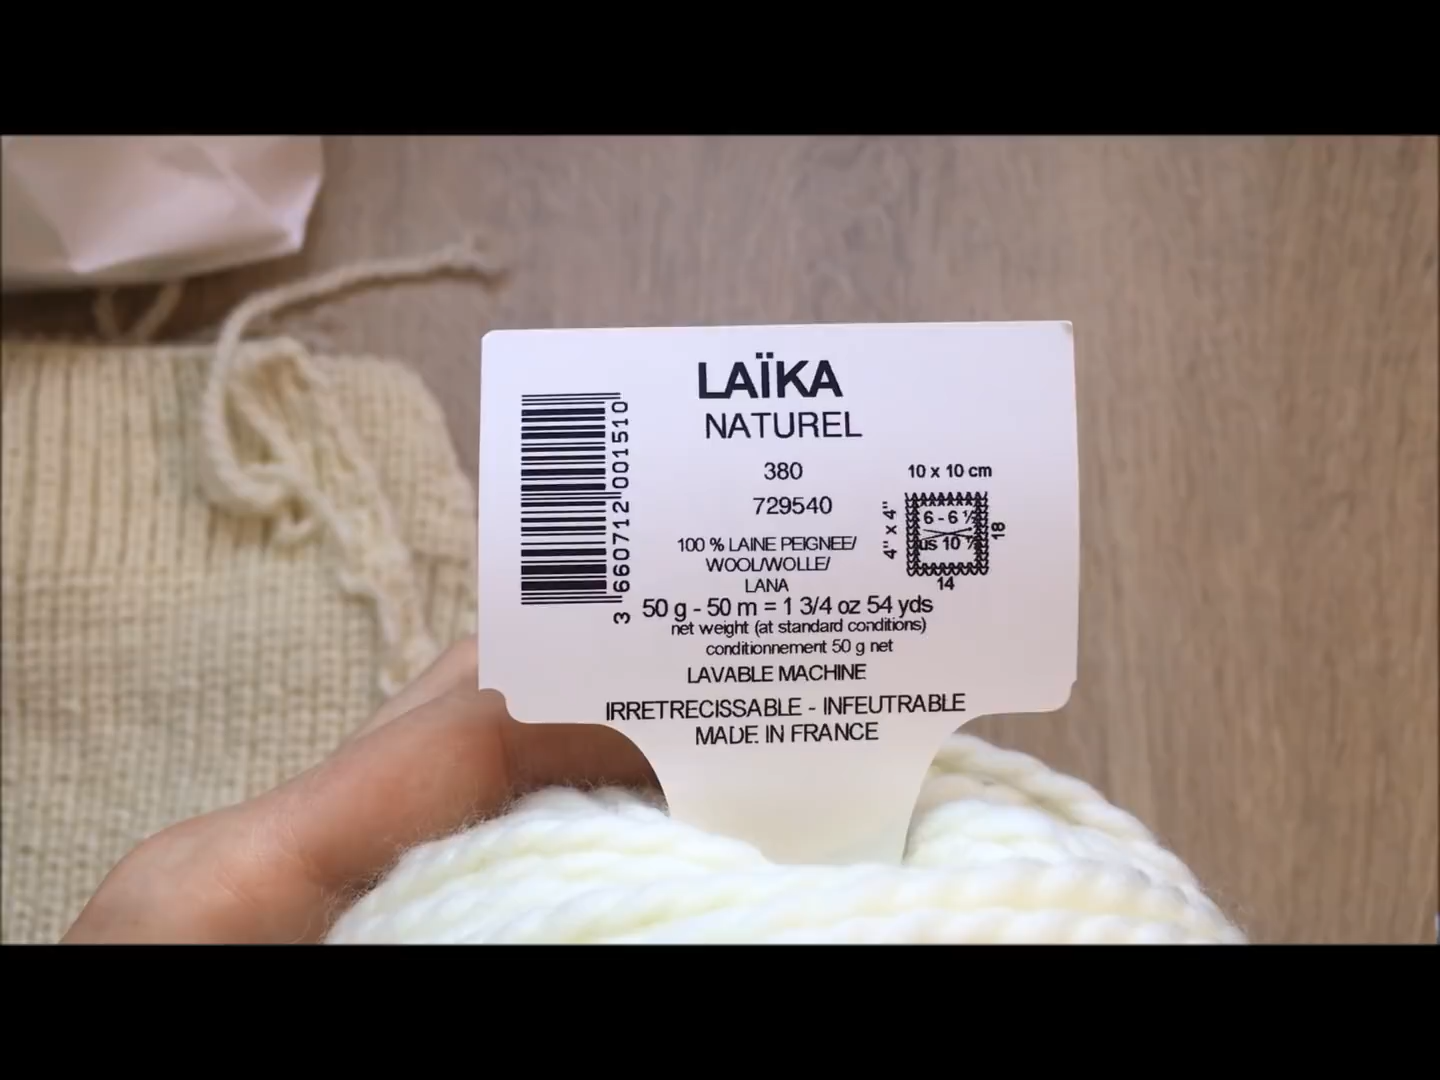 LAÏKA
NATUREL
380
729540
100 % LAINE PEIGNEE/
WOOL/WOLLE/
LANA
50 g - 50 m = 1 3/4 oz 54 yds
net weight (at standard conditions)
conditionnement 50 g net
LAVABLE MACHINE
IRRETRECISSABLE - INFEUTRABLE
MADE IN FRANCE
3 660712 001510
10 x 10 cm
4" x 4"
6 - 6 ½
us 10 ½
18
14